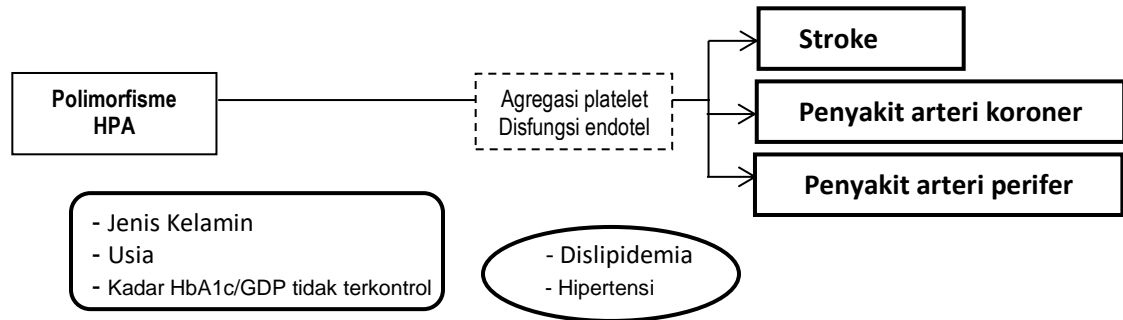 Polimorfisme
HPA
Agregasi platelet
Disfungsi endotel
Stroke
Penyakit arteri koroner
Penyakit arteri perifer
- Jenis Kelamin
- Usia
- Kadar HbA1c/GDP tidak terkontrol
- Dislipidemia
- Hipertensi